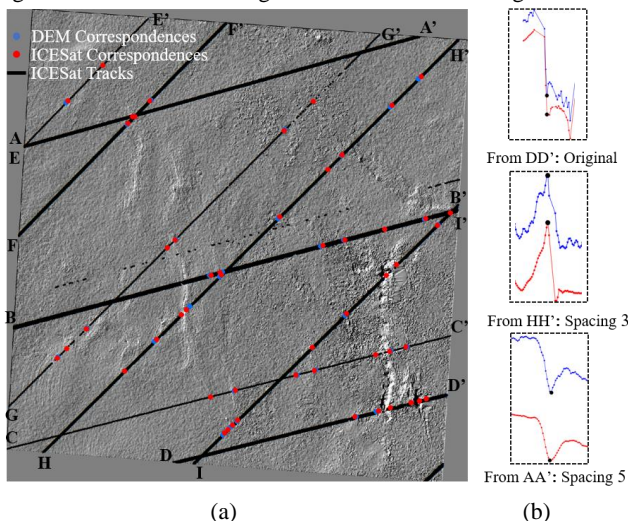 E'
F'
G'
A'
H'
DEM Correspondences
ICESat Correspondences
ICESat Tracks
A
E
From DD': Original
F
B'
I'
B
From HH': Spacing 3
C'
G
D'
C
H
D
I
From AA': Spacing 5
(a)
(b)